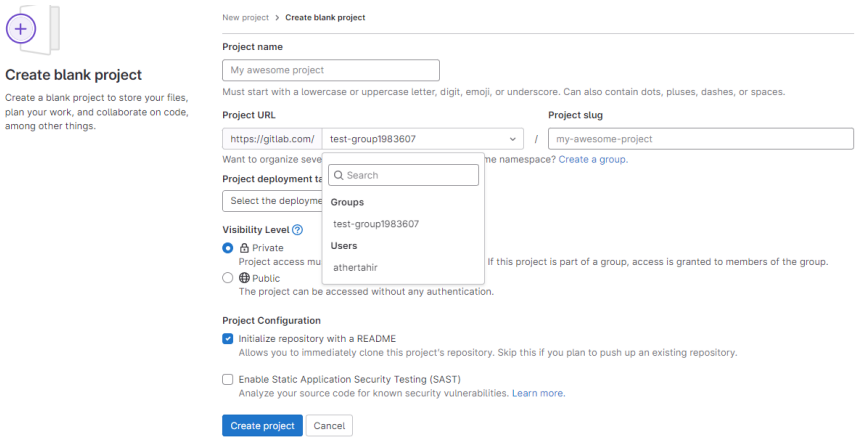 New project > Create blank project
Create blank project
Create a blank project to store your files,
plan your work, and collaborate on code,
among other things.
Project name
My awesome project
Must start with a lowercase or uppercase letter, digit, emoji, or underscore. Can also contain dots, pluses, dashes, or spaces.
Project URL
Project slug
https://gitlab.com/ test-group1983607 / my-awesome-project
Want to organize seve me namespace? Create a group.
Search
Project deployment ta
Select the deployme
Groups
test-group1983607
Users
athertahir
Visibility Level
Private
Project access mu If this project is part of a group, access is granted to members of the group.
Public
The project can be accessed without any authentication.
Project Configuration
Initialize repository with a README
Allows you to immediately clone this project's repository. Skip this if you plan to push up an existing repository.
Enable Static Application Security Testing (SAST)
Analyze your source code for known security vulnerabilities. Learn more.
Create project Cancel